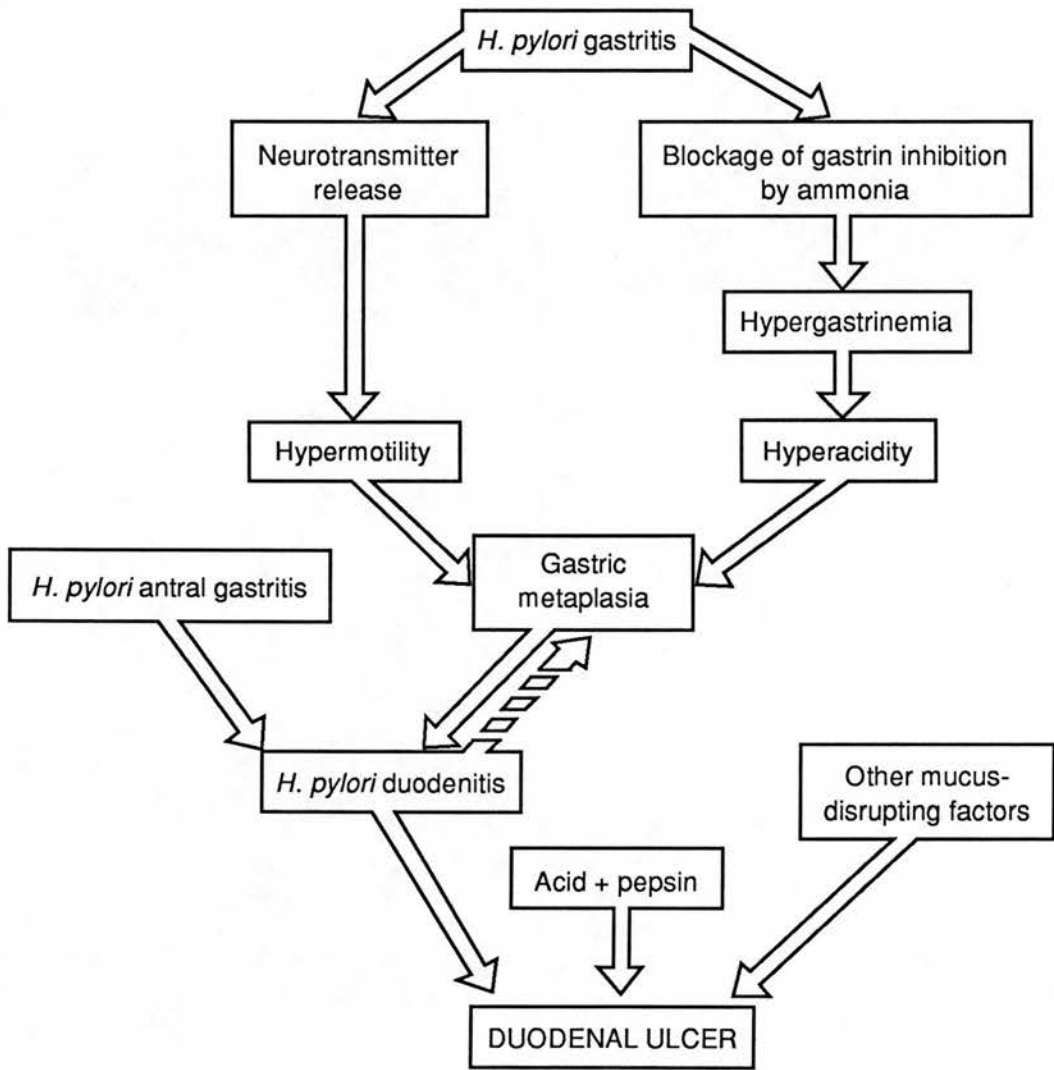 H. pylori gastritis
Neurotransmitter
release
Blockage of gastrin inhibition
by ammonia
Hypergastrinemia
Hypermotility
Hyperacidity
H. pylori antral gastritis
Gastric
metaplasia
H. pylori duodenitis
Other mucus-
disrupting factors
Acid + pepsin
DUODENAL ULCER